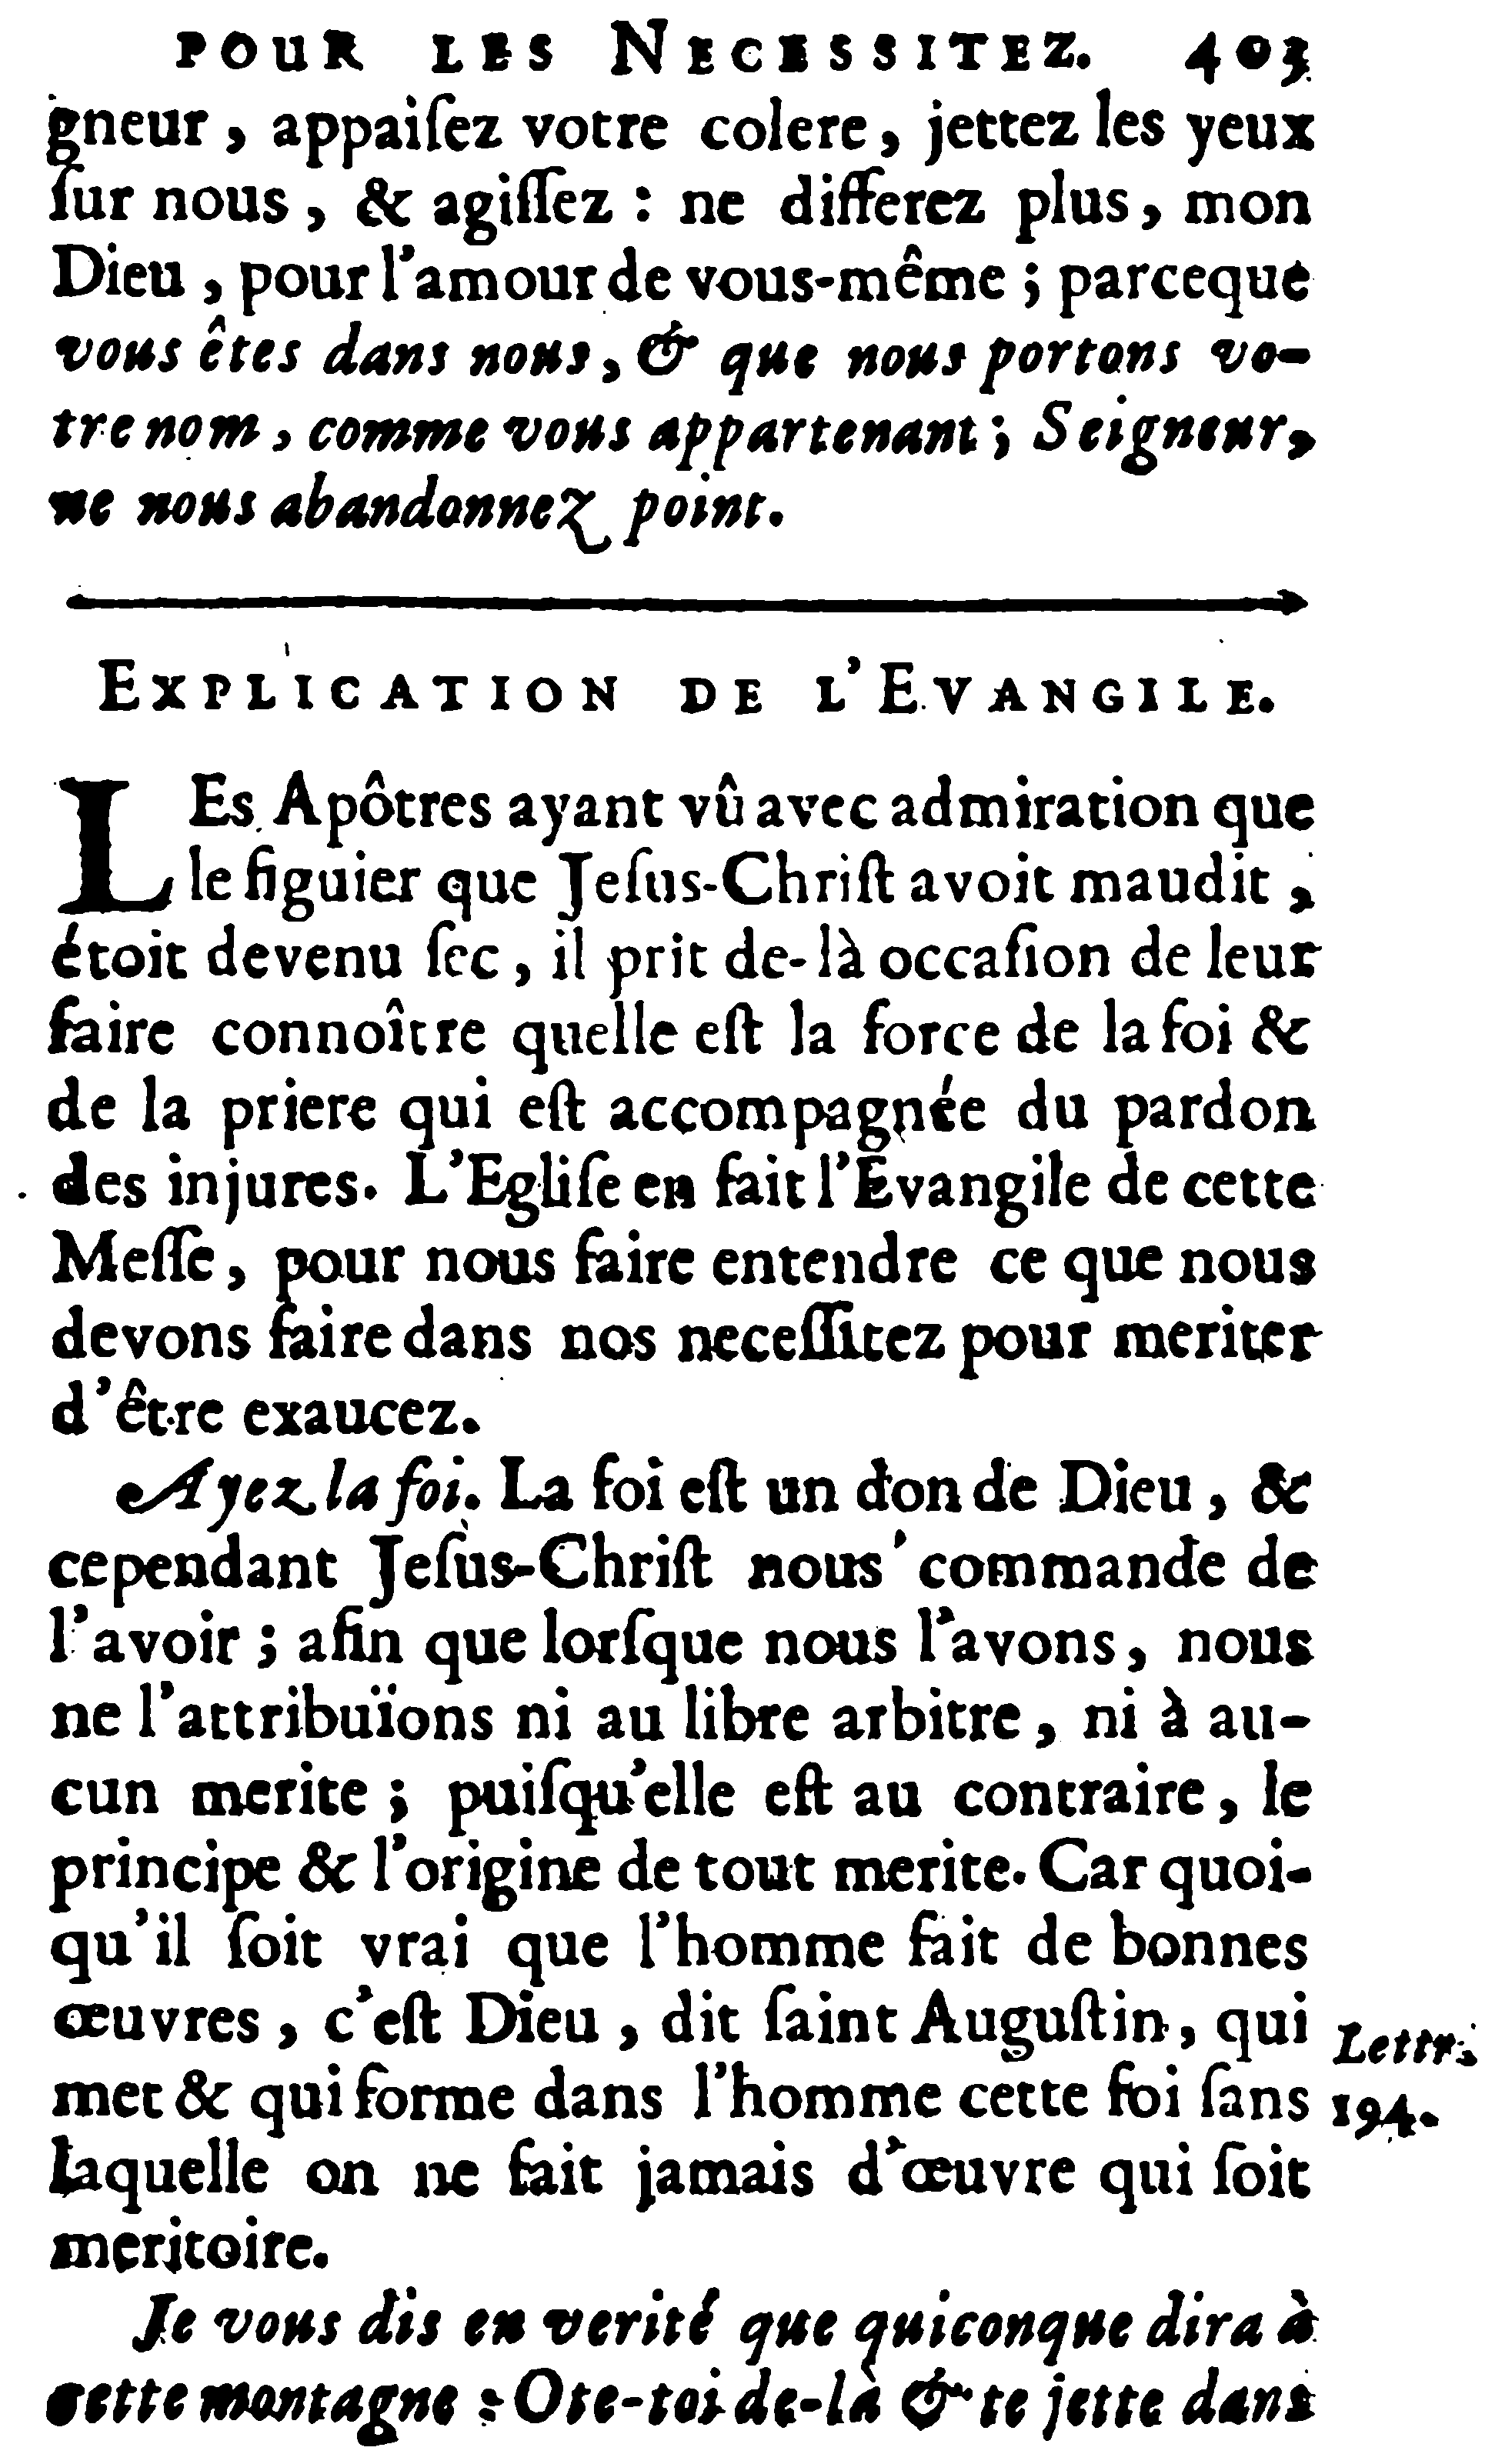 POUR LES NECESSITEZ. 403
gneur, appaiſez votre colere, jettez les yeux
ſur nous, & agiſſez : ne differez plus, mon
Dieu, pour l'amour de vous-même ; parceque
vous êtes dans nous, & que nous portons vo-
tre nom, comme vous appartenant ; Seigneur,
ne nous abandonnez point.
EXPLICATION DE L'EVANGILE.
LEs Apôtres ayant vû avec admiration que
le figuier que Jeſus-Chriſt avoit maudit,
étoit devenu ſec, il prit de-là occaſion de leur
faire connoître quelle eſt la force de la foi &
de la priere qui eſt accompagnée du pardon
des injures. L'Egliſe en fait l'Evangile de cette
Meſſe, pour nous faire entendre ce que nous
devons faire dans nos neceſſitez pour meriter
d'être exaucez.
Ayez la foi. La foi eſt un don de Dieu, &
cependant Jeſus-Chriſt nous commande de
l'avoir ; afin que lorſque nous l'avons, nous
ne l'attribuïons ni au libre arbitre, ni à au-
cun merite ; puiſqu'elle eſt au contraire, le
principe & l'origine de tout merite. Car quoi-
qu'il ſoit vrai que l'homme fait de bonnes
œuvres, c'eſt Dieu, dit ſaint Auguſtin, qui
met & qui forme dans l'homme cette foi ſans
laquelle on ne fait jamais d'œuvre qui ſoit
meritoire.
Lettr.
194.
Je vous dis en verité que quiconque dira à
cette montagne : Ote-toi de-là & te jette dans